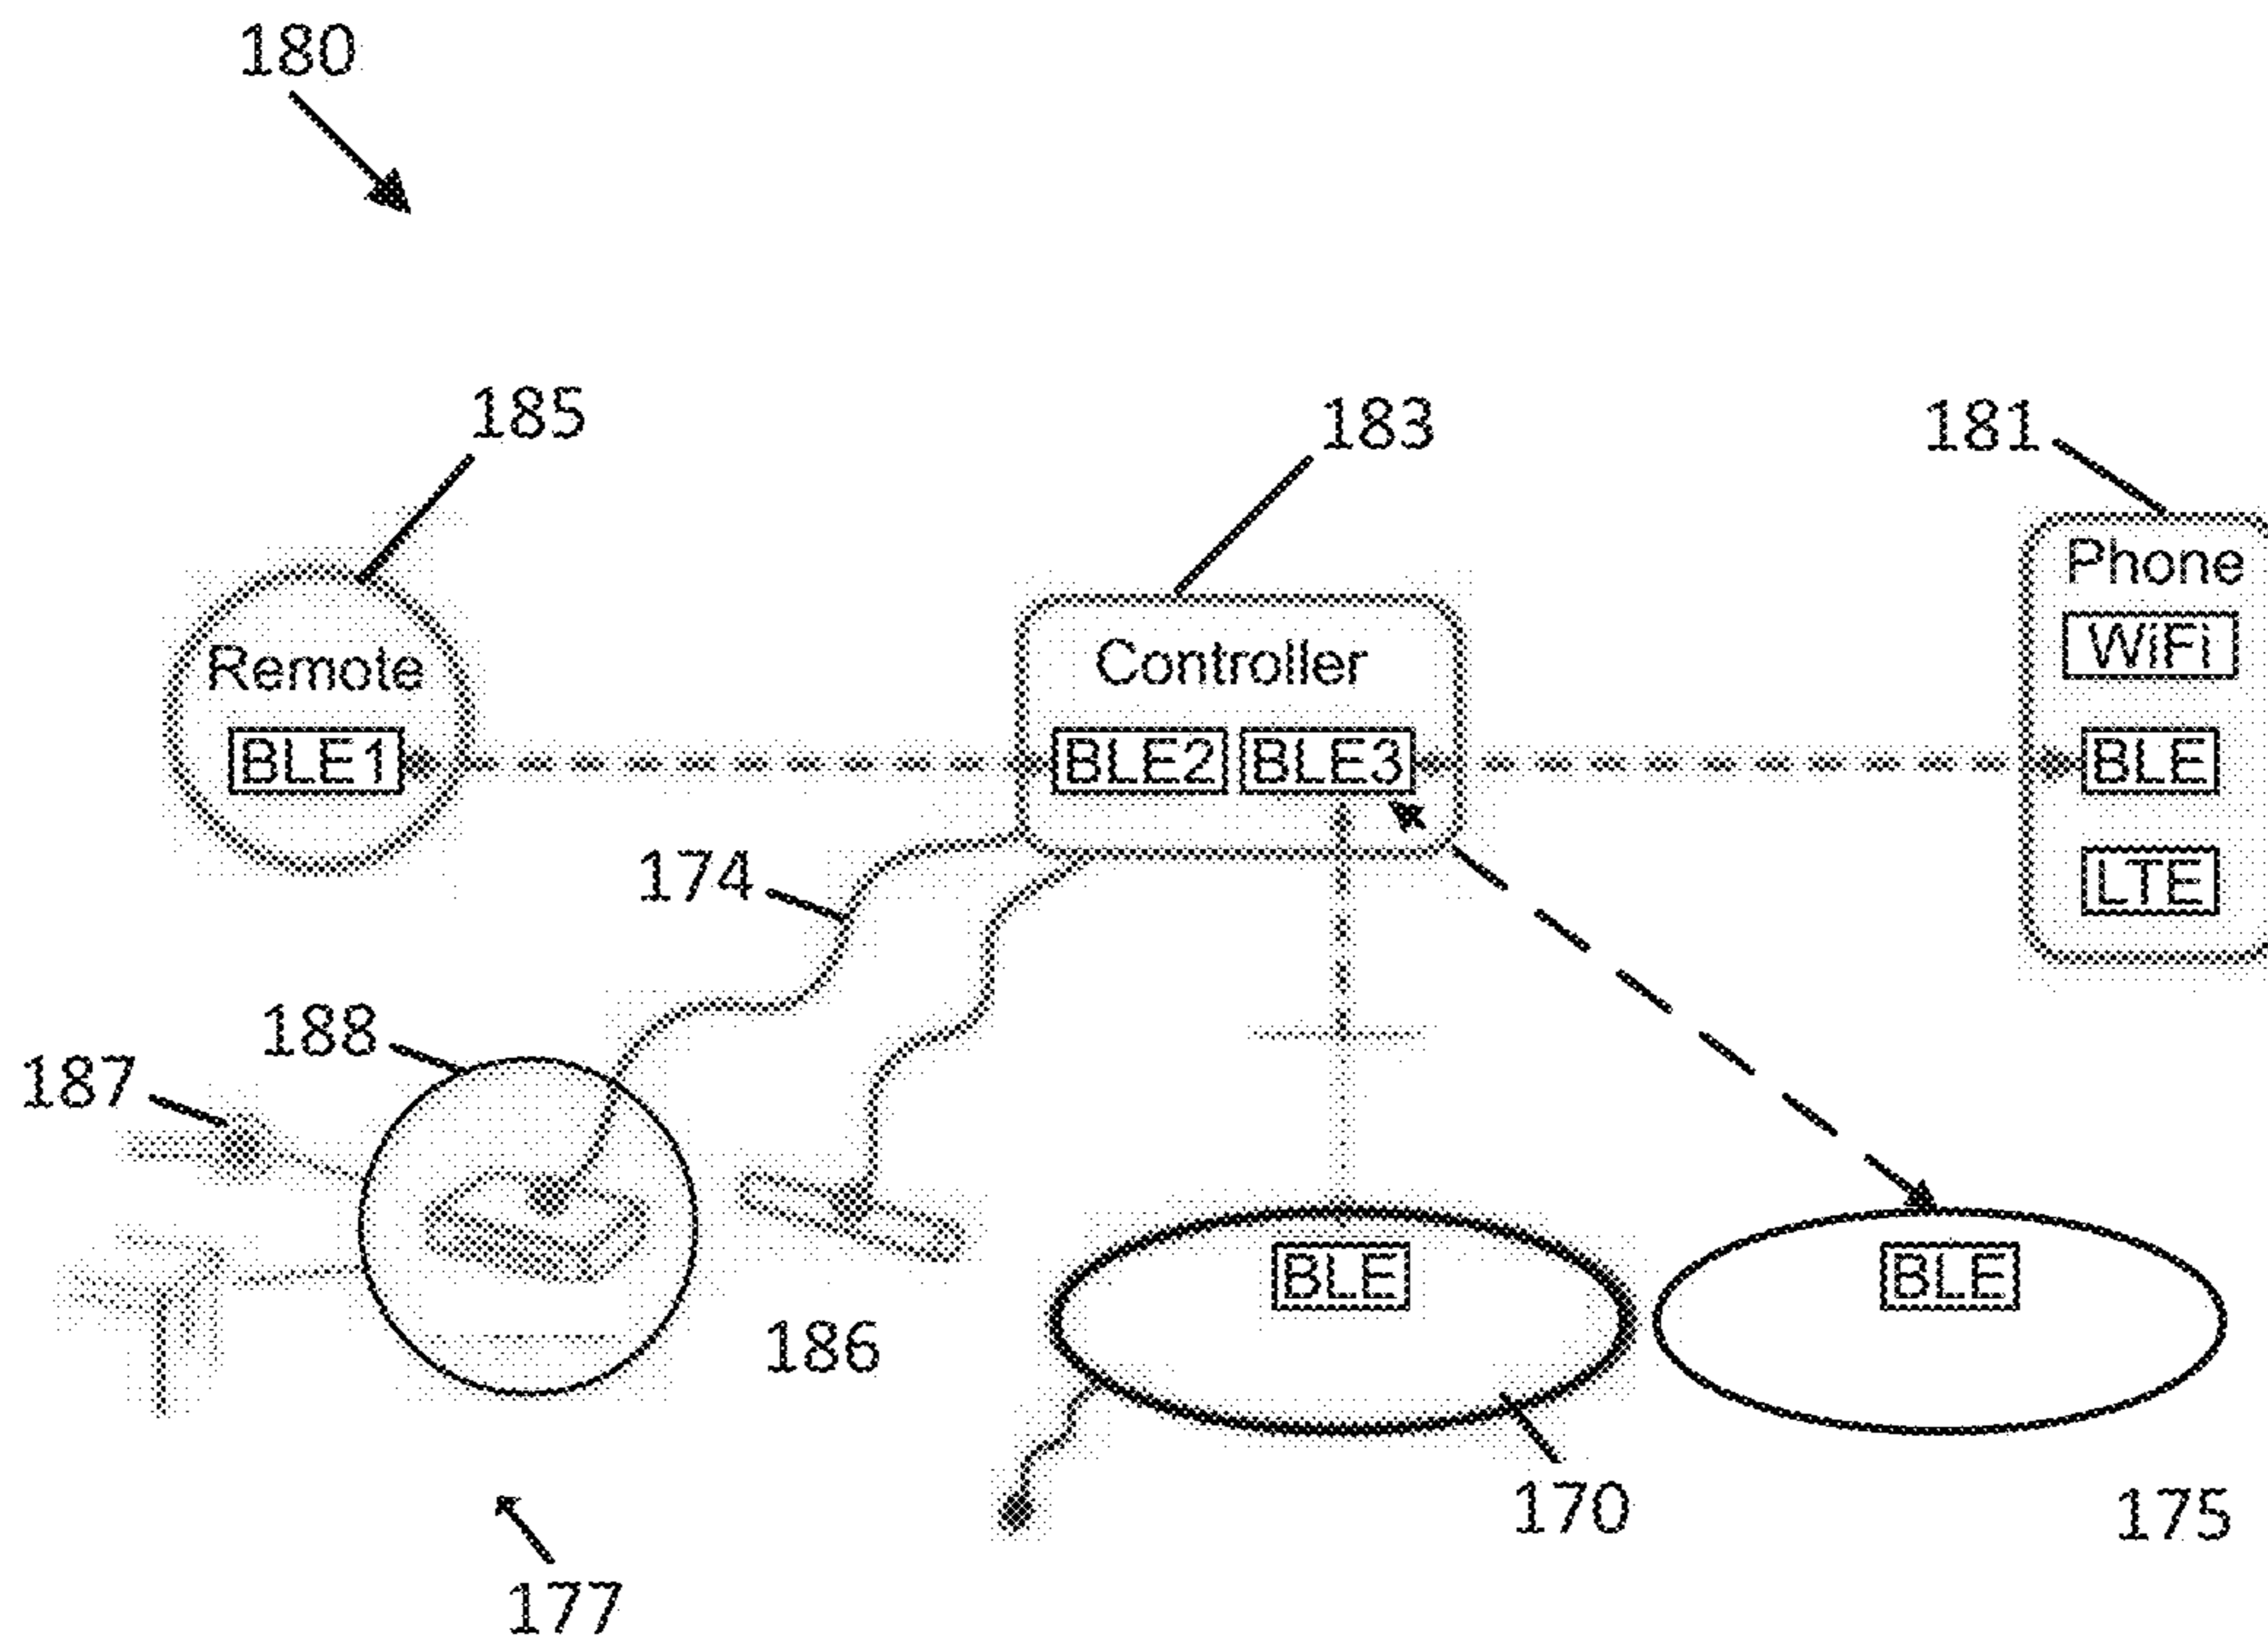 180
185
183
181
Remote
BLE1
Controller
BLE2 BLE3
Phone
WiFi
BLE
LTE
174
188
187
186
BLE
BLE
170
175
177